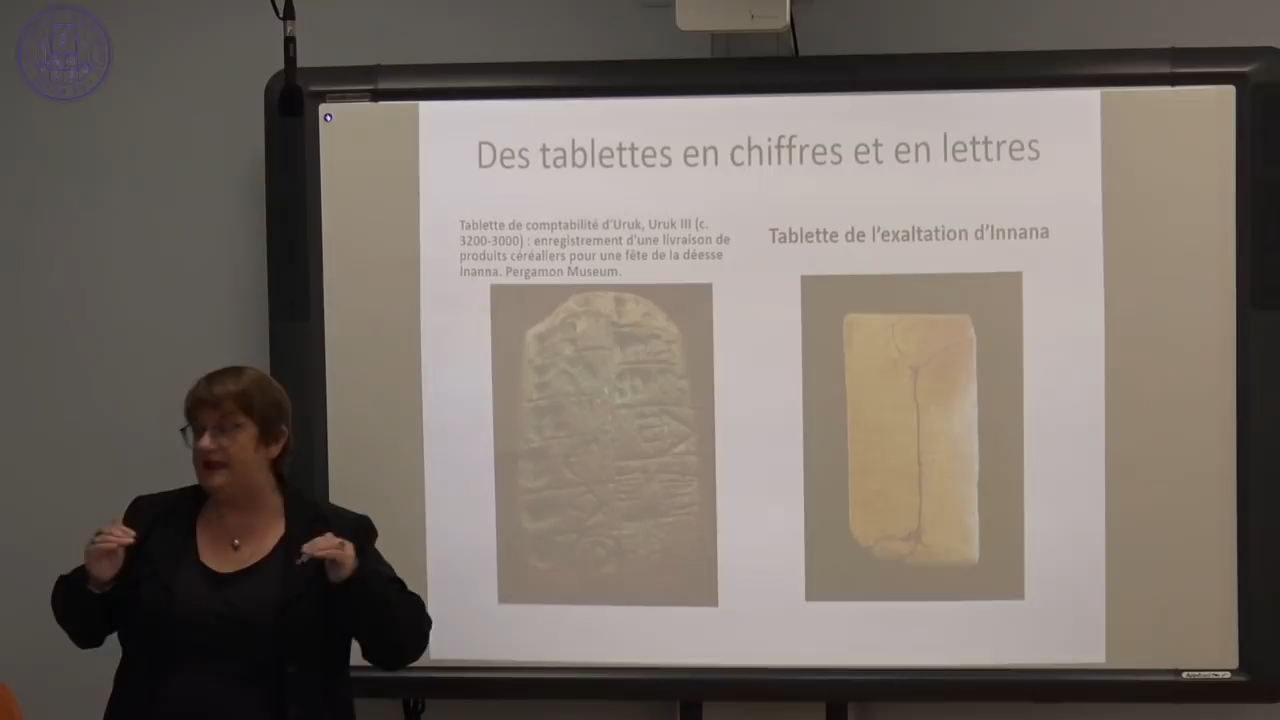 Des tablettes en chiffres et en lettres
Tablette de comptabilité d'Uruk, Uruk III (c.
3200-3000) : enregistrement d'une livraison de
produits céréaliers pour une fête de la déesse
Inanna. Pergamon Museum.
Tablette de l'exaltation d'Innana